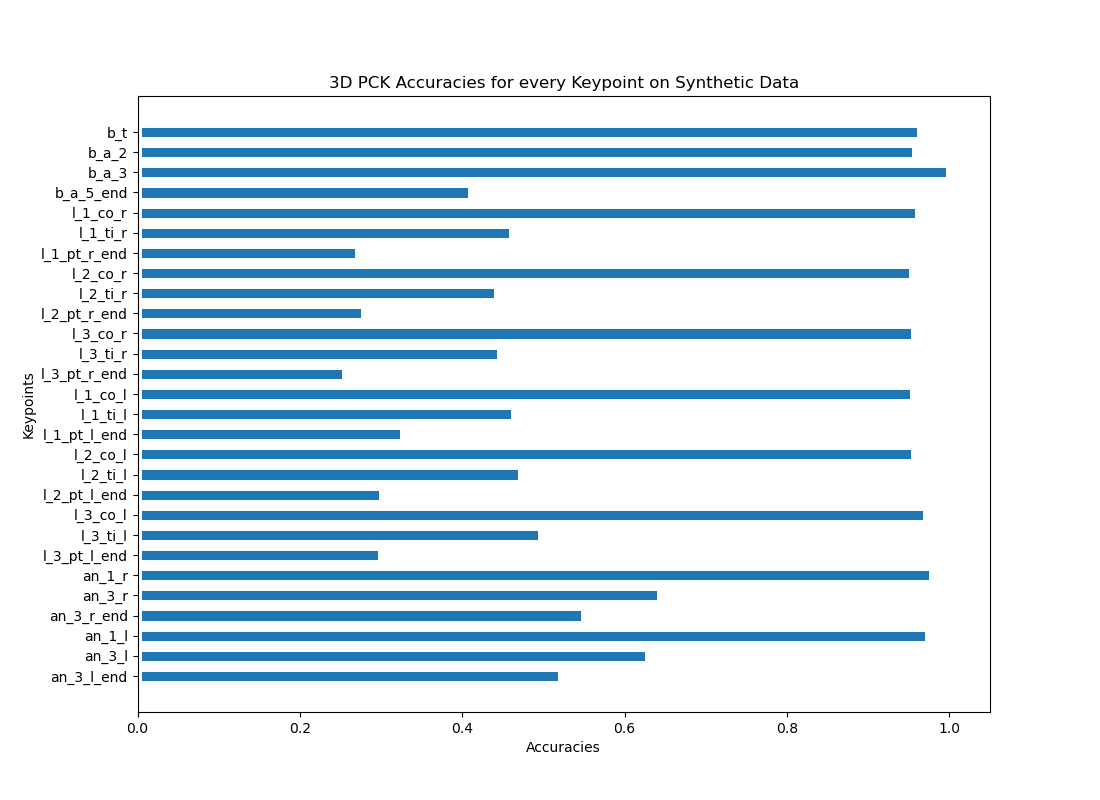 3D PCK Accuracies for every Keypoint on Synthetic Data
Keypoints
b_t
b_a_2
b_a_3
b_a_5_end
l_1_co_r
l_1_ti_r
l_1_pt_r_end
l_2_co_r
l_2_ti_r
l_2_pt_r_end
l_3_co_r
l_3_ti_r
l_3_pt_r_end
l_1_co_l
l_1_ti_l
l_1_pt_l_end
l_2_co_l
l_2_ti_l
l_2_pt_l_end
l_3_co_l
l_3_ti_l
l_3_pt_l_end
an_1_r
an_3_r
an_3_r_end
an_1_l
an_3_l
an_3_l_end
0.0 0.2 0.4 0.6 0.8 1.0
Accuracies